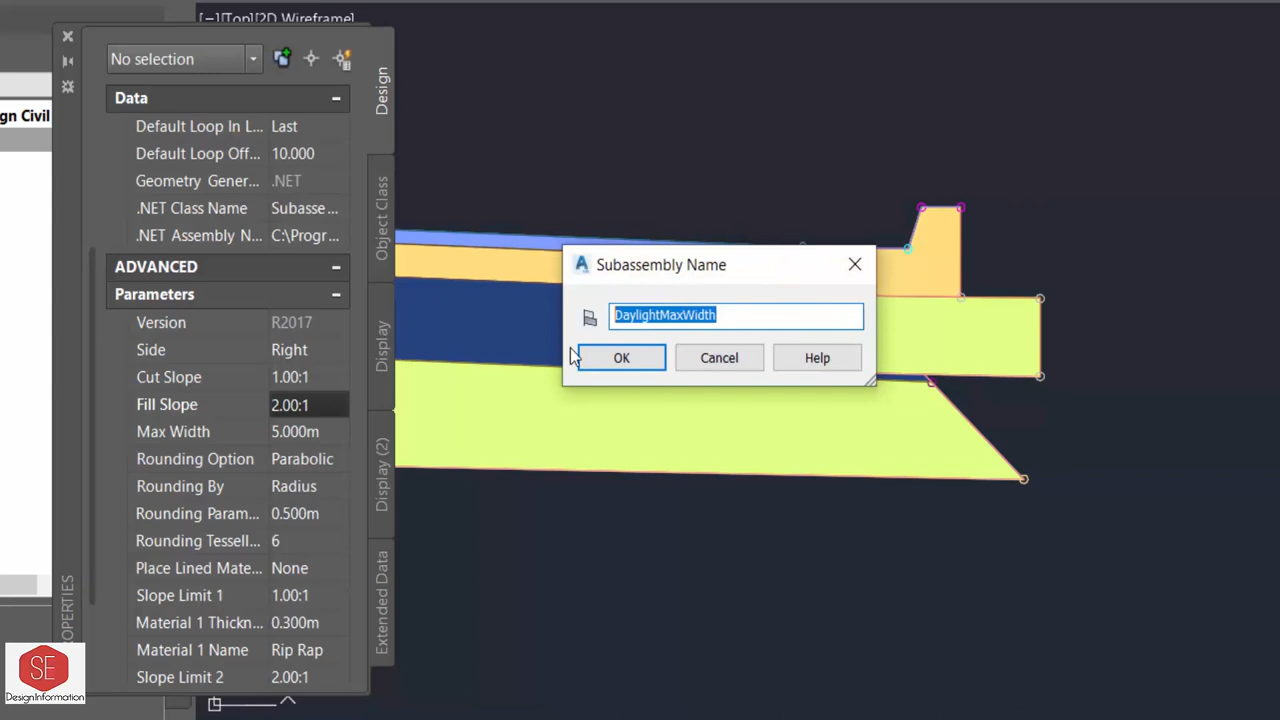 [−][Top][2D Wireframe]
No selection
Design
gn Civil
Data
Default Loop In L... Last
Default Loop Off... 10.000
Geometry Gener... .NET
.NET Class Name Subasse...
.NET Assembly N... C:\Progr...
Object Class
ADVANCED
Parameters
Version R2017
Side Right
Cut Slope 1.00:1
Fill Slope 2.00:1
Max Width 5.000m
Rounding Option Parabolic
Rounding By Radius
Rounding Param... 0.500m
Rounding Tessell... 6
Place Lined Mate... None
Slope Limit 1 1.00:1
Material 1 Thickn... 0.300m
Material 1 Name Rip Rap
Slope Limit 2 2.00:1
Display
Display (2)
Extended Data
ROPERTIES
Subassembly Name
DaylightMaxWidth
OK Cancel Help
SE
DesignInformation